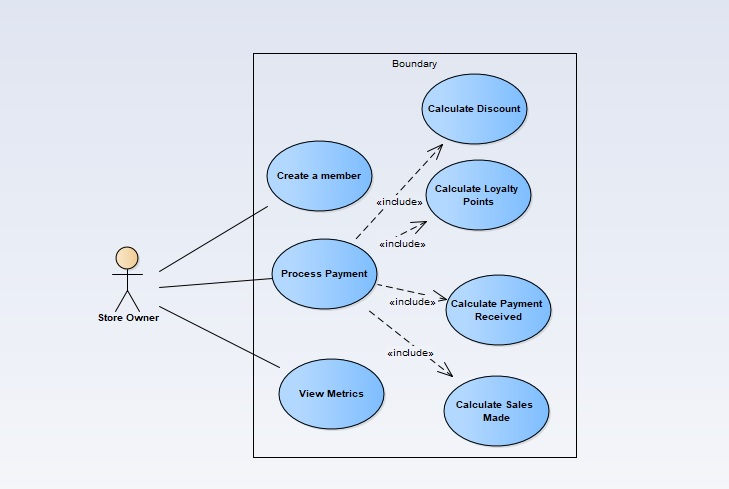 Boundary
Calculate Discount
Create a member
«include»
Calculate Loyalty
Points
«include»
Process Payment
Store Owner
«include»
Calculate Payment
Received
«include»
View Metrics
Calculate Sales
Made